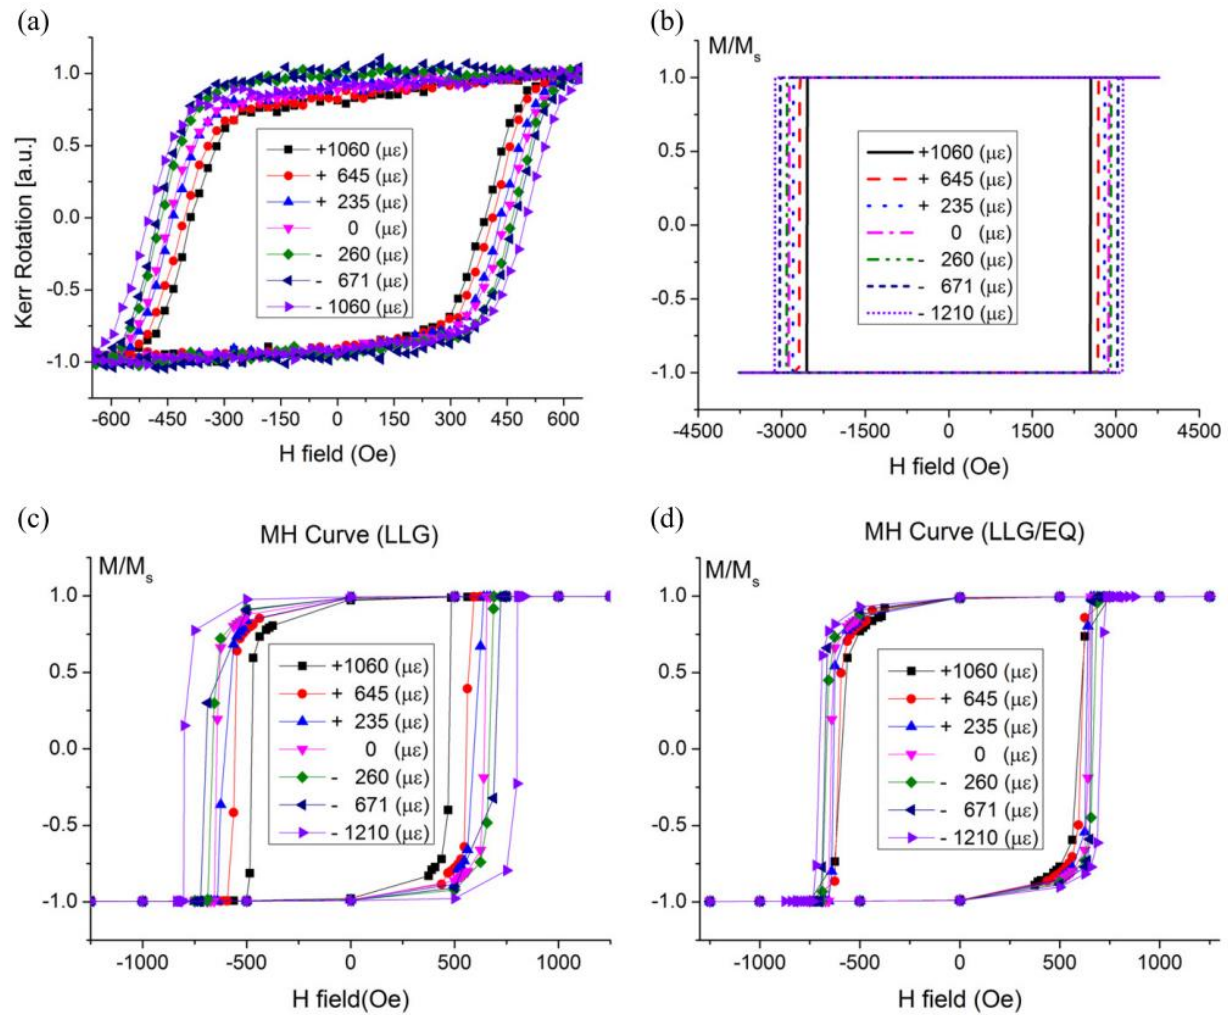 (a)
1.0
0.5
0.0
-0.5
-1.0
Kerr Rotation [a.u.]
+1060 (με)
+ 645 (με)
+ 235 (με)
0 (με)
- 260 (με)
- 671 (με)
- 1060 (με)
-600 -450 -300 -150 0 150 300 450 600
H field (Oe)
(b)
M/Ms
1.0
0.5
0.0
-0.5
-1.0
+1060 (με)
+ 645 (με)
+ 235 (με)
0 (με)
- 260 (με)
- 671 (με)
- 1210 (με)
-4500 -3000 -1500 0 1500 3000 4500
H field (Oe)
(c)
MH Curve (LLG)
M/Ms
1.0
0.5
0.0
-0.5
-1.0
+1060 (με)
+ 645 (με)
+ 235 (με)
0 (με)
- 260 (με)
- 671 (με)
- 1210 (με)
-1000 -500 0 500 1000
H field(Oe)
(d)
MH Curve (LLG/EQ)
M/Ms
1.0
0.5
0.0
-0.5
-1.0
+1060 (με)
+ 645 (με)
+ 235 (με)
0 (με)
- 260 (με)
- 671 (με)
- 1210 (με)
-1000 -500 0 500 1000
H field (Oe)